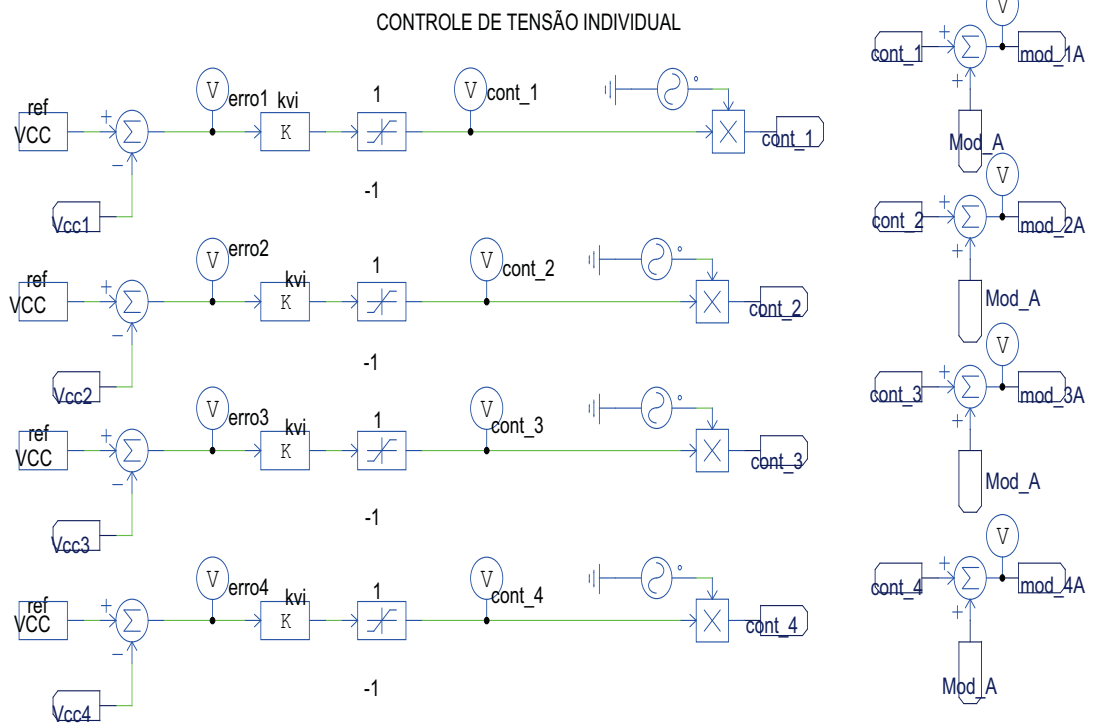 CONTROLE DE TENSÃO INDIVIDUAL
ref
VCC
Vcc1
V
erro1
kvi
K
1
-1
V
cont_1
cont_1
ref
VCC
Vcc2
V
erro2
kvi
K
1
-1
V
cont_2
cont_2
ref
VCC
Vcc3
V
erro3
kvi
K
1
-1
V
cont_3
cont_3
ref
VCC
Vcc4
V
erro4
kvi
K
1
-1
V
cont_4
cont_4
cont_1
V
mod_1A
Mod_A
cont_2
V
mod_2A
Mod_A
cont_3
V
mod_3A
Mod_A
cont_4
V
mod_4A
Mod_A